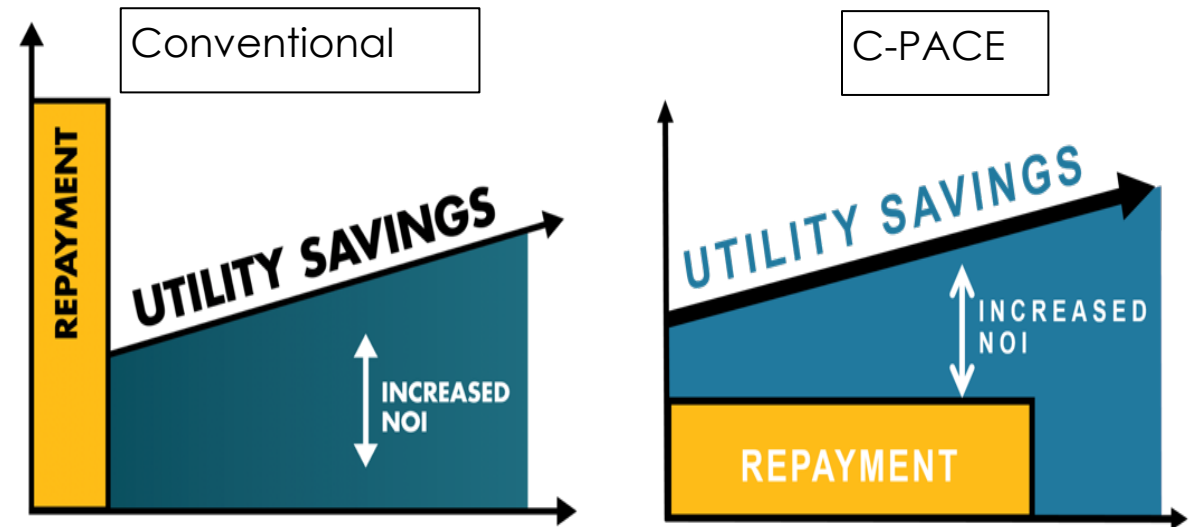 Conventional
REPAYMENT
UTILITY SAVINGS
INCREASED
NOI
C-PACE
UTILITY SAVINGS
INCREASED
NOI
REPAYMENT